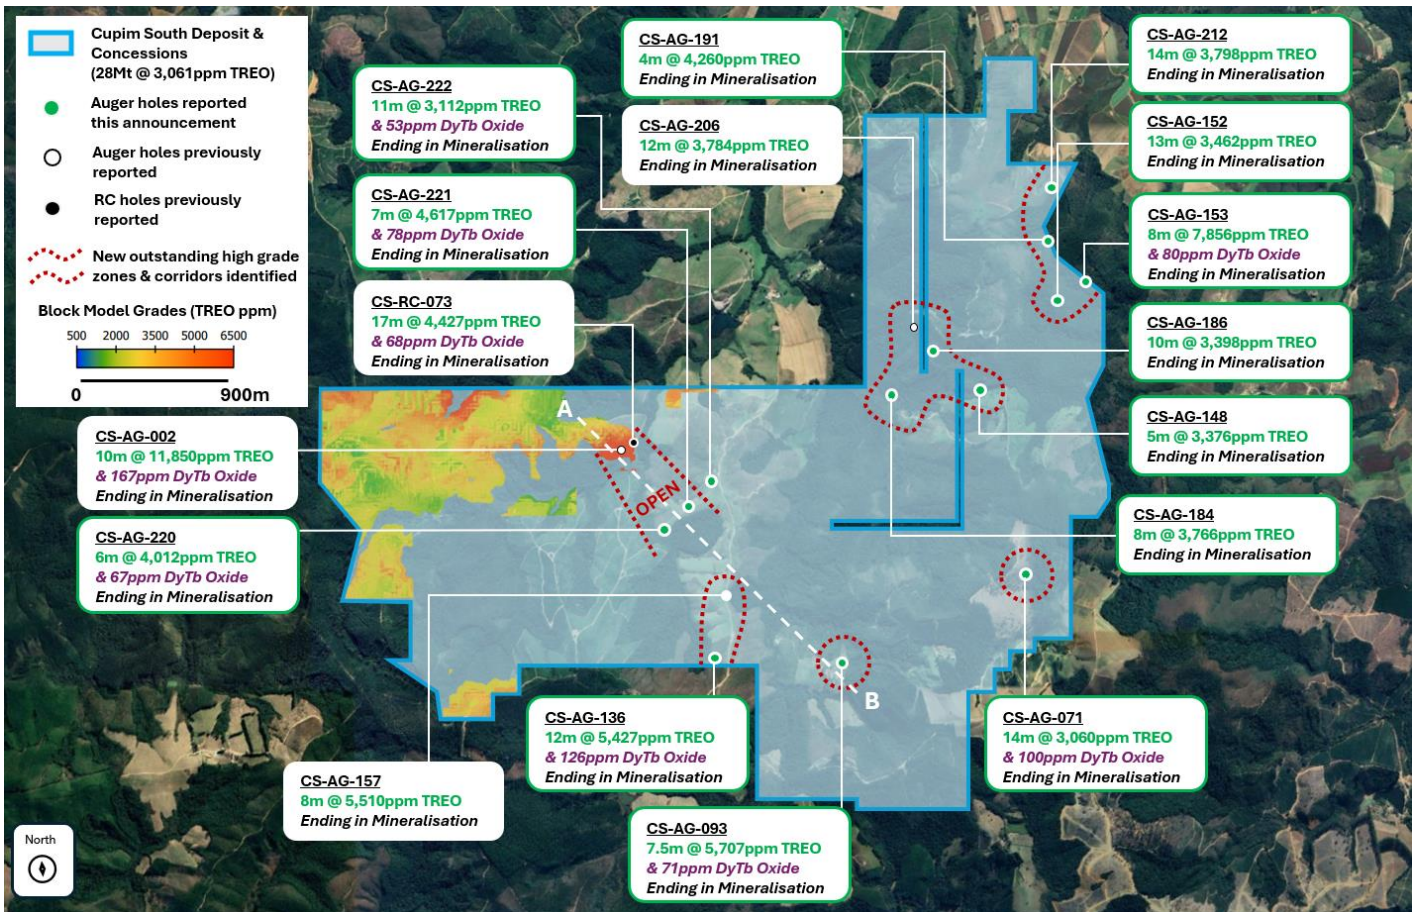 Cupim South Deposit &
Concessions
(28Mt @ 3,061ppm TREO)
Auger holes reported
this announcement
Auger holes previously
reported
RC holes previously
reported
New outstanding high grade
zones & corridors identified
Block Model Grades (TREO ppm)
500 2000 3500 5000 6500
0 900m
CS-AG-222
11m @ 3,112ppm TREO
& 53ppm DyTb Oxide
Ending in Mineralisation
CS-AG-221
7m @ 4,617ppm TREO
& 78ppm DyTb Oxide
Ending in Mineralisation
CS-RC-073
17m @ 4,427ppm TREO
& 68ppm DyTb Oxide
Ending in Mineralisation
CS-AG-191
4m @ 4,260ppm TREO
Ending in Mineralisation
CS-AG-206
12m @ 3,784ppm TREO
Ending in Mineralisation
CS-AG-212
14m @ 3,798ppm TREO
Ending in Mineralisation
CS-AG-152
13m @ 3,462ppm TREO
Ending in Mineralisation
CS-AG-153
8m @ 7,856ppm TREO
& 80ppm DyTb Oxide
Ending in Mineralisation
CS-AG-186
10m @ 3,398ppm TREO
Ending in Mineralisation
CS-AG-148
5m @ 3,376ppm TREO
Ending in Mineralisation
CS-AG-184
8m @ 3,766ppm TREO
Ending in Mineralisation
CS-AG-002
10m @ 11,850ppm TREO
& 167ppm DyTb Oxide
Ending in Mineralisation
CS-AG-220
6m @ 4,012ppm TREO
& 67ppm DyTb Oxide
Ending in Mineralisation
A
OPEN
B
CS-AG-136
12m @ 5,427ppm TREO
& 126ppm DyTb Oxide
Ending in Mineralisation
CS-AG-071
14m @ 3,060ppm TREO
& 100ppm DyTb Oxide
Ending in Mineralisation
CS-AG-157
8m @ 5,510ppm TREO
Ending in Mineralisation
CS-AG-093
7.5m @ 5,707ppm TREO
& 71ppm DyTb Oxide
Ending in Mineralisation
North